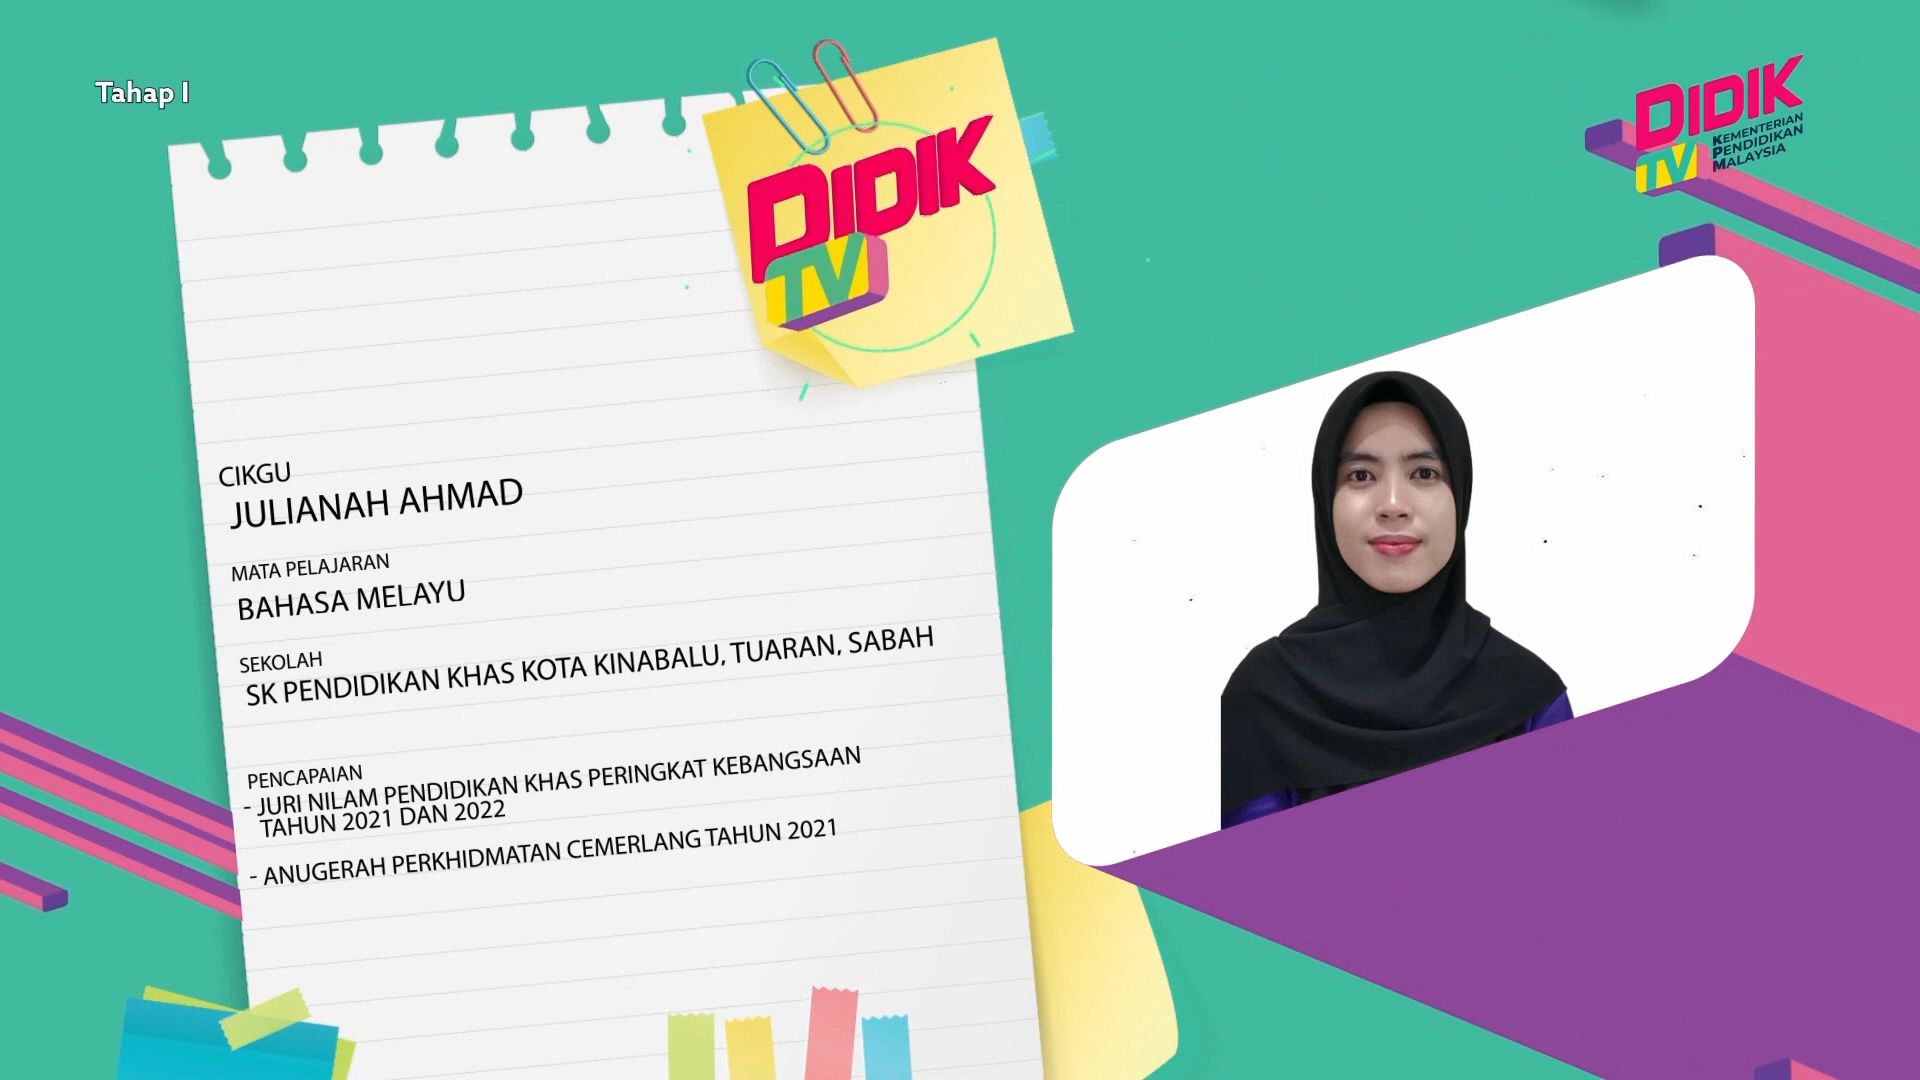 Tahap I
DIDIK
TV
DIDIK
TV
KEMENTERIAN
PENDIDIKAN
MALAYSIA
CIKGU
JULIANAH AHMAD
MATA PELAJARAN
BAHASA MELAYU
SEKOLAH
SK PENDIDIKAN KHAS KOTA KINABALU, TUARAN, SABAH
PENCAPAIAN
- JURI NILAM PENDIDIKAN KHAS PERINGKAT KEBANGSAAN
TAHUN 2021 DAN 2022
- ANUGERAH PERKHIDMATAN CEMERLANG TAHUN 2021